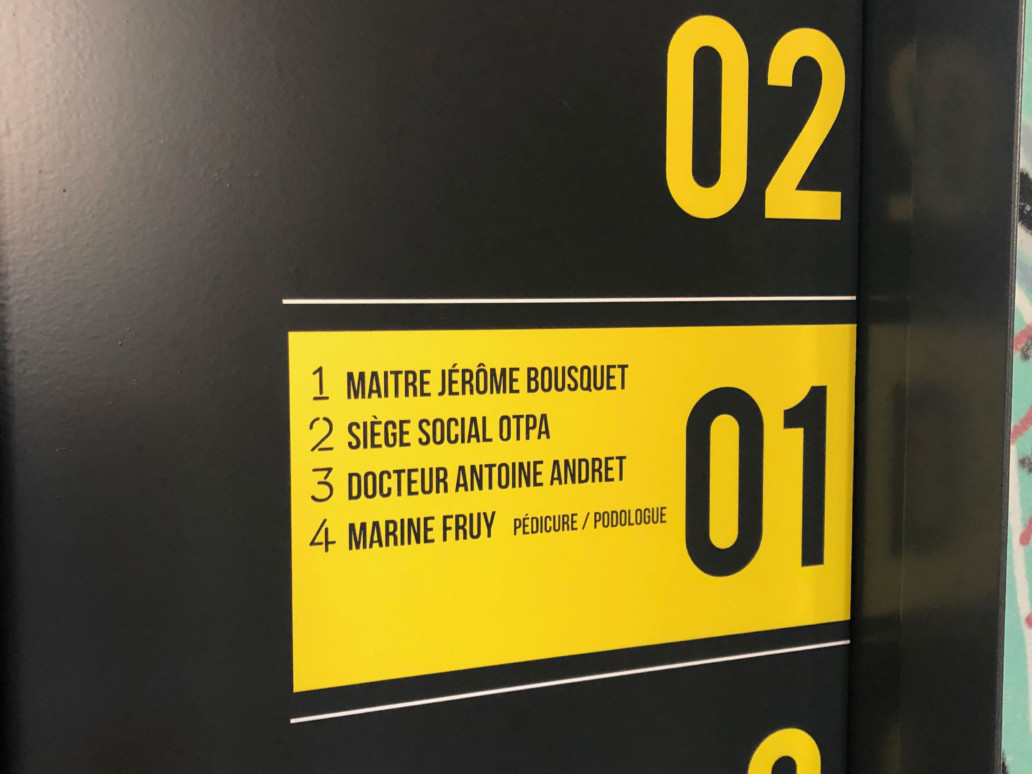 02
1 MAITRE JÉRÔME BOUSQUET
2 SIÈGE SOCIAL OTPA
3 DOCTEUR ANTOINE ANDRET
4 MARINE FRUY PÉDICURE / PODOLOGUE
01